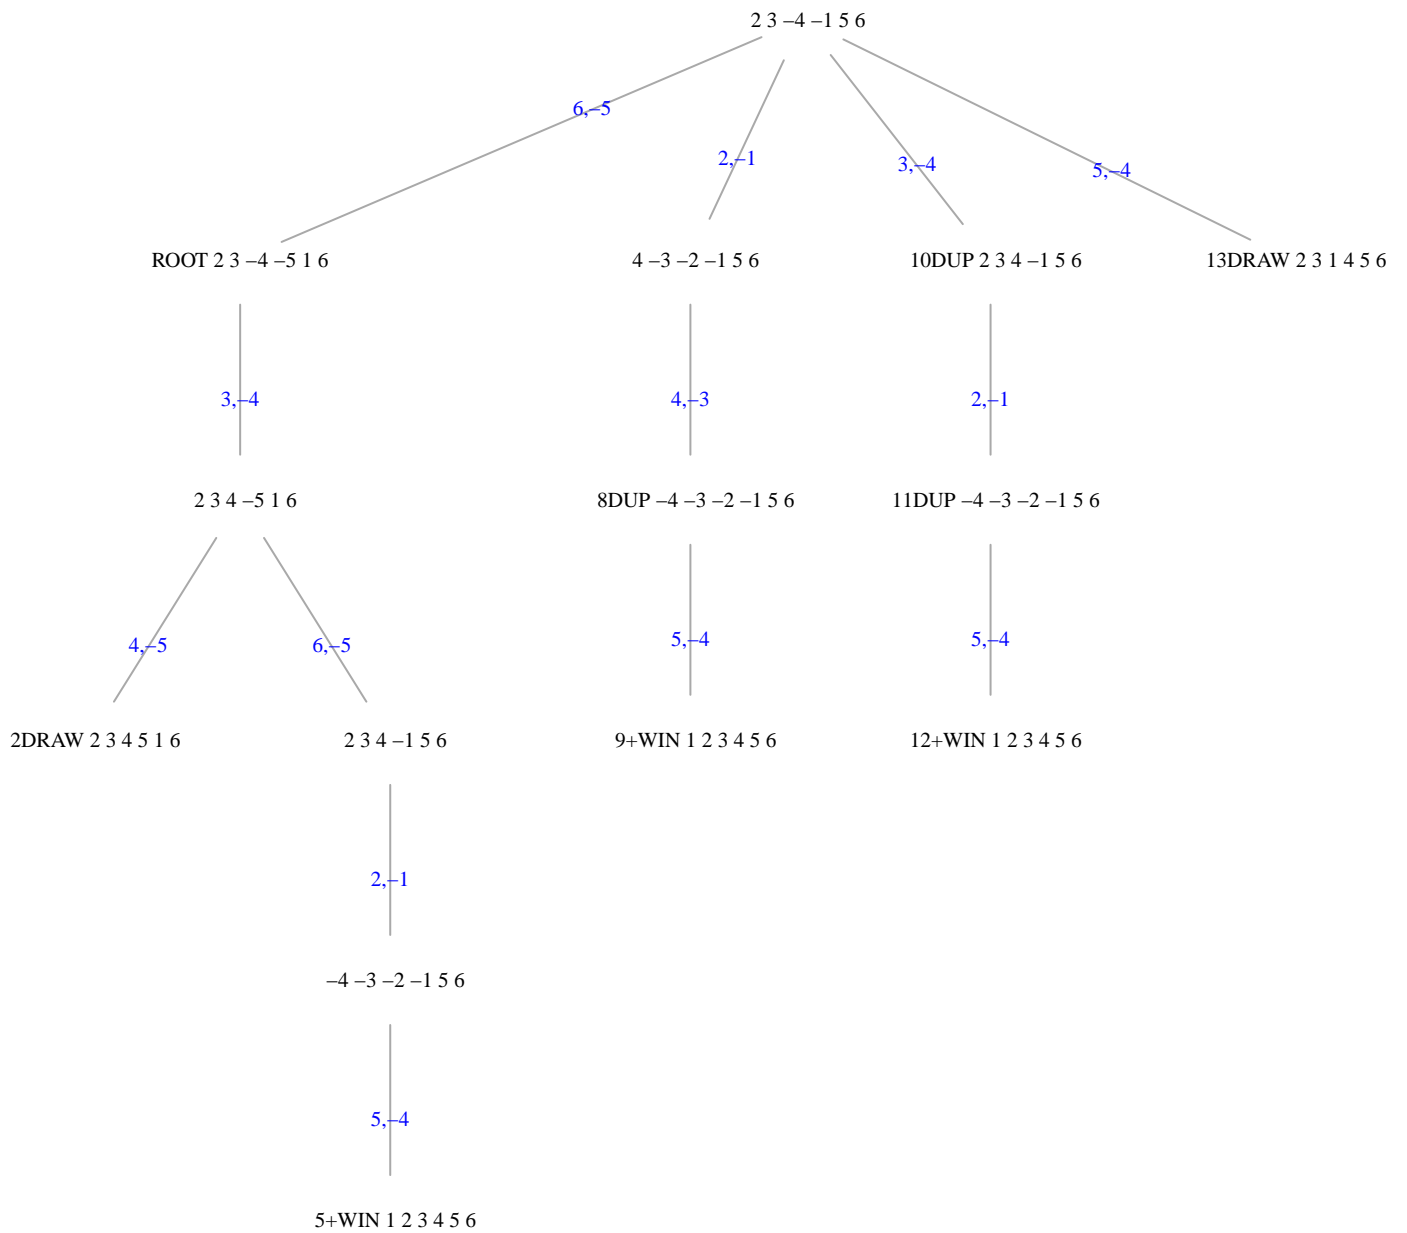 2 3 –4 –1 5 6
6,–5
2,–1
3,–4
5,–4
ROOT 2 3 –4 –5 1 6
4 –3 –2 –1 5 6
10DUP 2 3 4 –1 5 6
13DRAW 2 3 1 4 5 6
3,–4
4,–3
2,–1
2 3 4 –5 1 6
8DUP –4 –3 –2 –1 5 6
11DUP –4 –3 –2 –1 5 6
4,–5
6,–5
5,–4
5,–4
2DRAW 2 3 4 5 1 6
2 3 4 –1 5 6
9+WIN 1 2 3 4 5 6
12+WIN 1 2 3 4 5 6
2,–1
–4 –3 –2 –1 5 6
5,–4
5+WIN 1 2 3 4 5 6